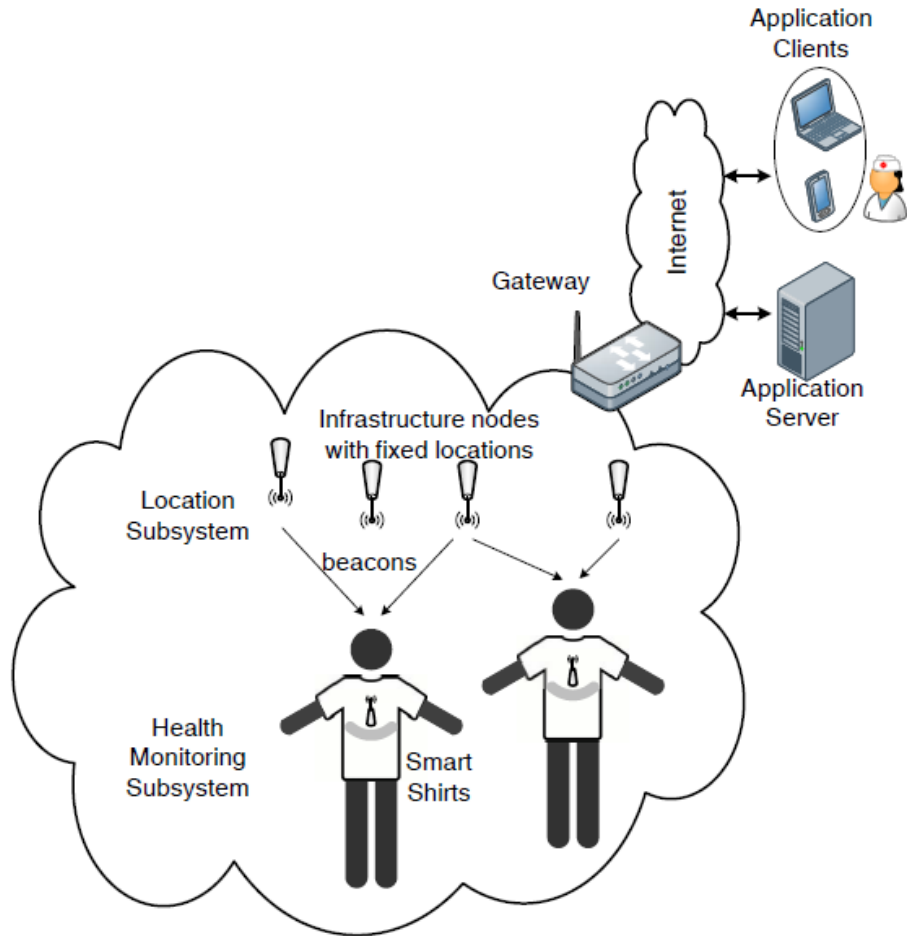 Application
Clients
Internet
Gateway
Application
Server
Infrastructure nodes
with fixed locations
Location
Subsystem
beacons
Health
Monitoring
Subsystem
Smart
Shirts